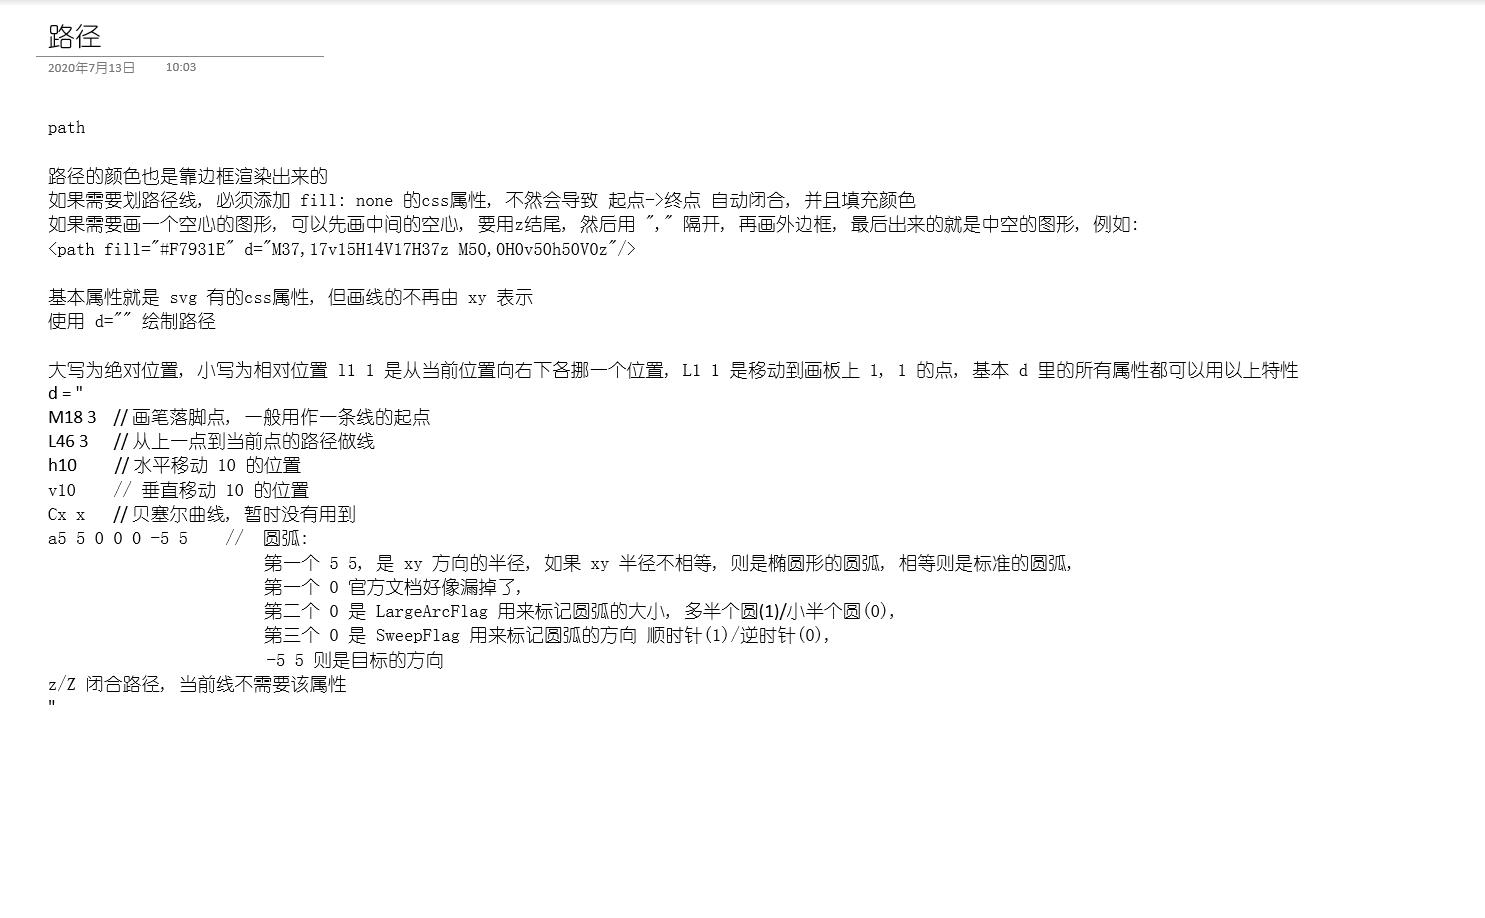 路径
2020年7月13日 10:03
path
路径的颜色也是靠边框渲染出来的
如果需要划路径线, 必须添加 fill: none 的css属性, 不然会导致 起点->终点 自动闭合, 并且填充颜色
如果需要画一个空心的图形, 可以先画中间的空心, 要用z结尾, 然后用 "," 隔开, 再画外边框, 最后出来的就是中空的图形, 例如:
<path fill="#F7931E" d="M37,17v15H14V17H37z M50,0H0v50h50V0z"/>
基本属性就是 svg 有的css属性, 但画线的不再由 xy 表示
使用 d="" 绘制路径
大写为绝对位置, 小写为相对位置 l1 1 是从当前位置向右下各挪一个位置, L1 1 是移动到画板上 1, 1 的点, 基本 d 里的所有属性都可以用以上特性
d = "
M18 3 // 画笔落脚点, 一般用作一条线的起点
L46 3 // 从上一点到当前点的路径做线
h10 // 水平移动 10 的位置
v10 // 垂直移动 10 的位置
Cx x // 贝塞尔曲线, 暂时没有用到
a5 5 0 0 0 -5 5 // 圆弧:
第一个 5 5, 是 xy 方向的半径, 如果 xy 半径不相等, 则是椭圆形的圆弧, 相等则是标准的圆弧,
第一个 0 官方文档好像漏掉了,
第二个 0 是 LargeArcFlag 用来标记圆弧的大小, 多半个圆(1)/小半个圆(0),
第三个 0 是 SweepFlag 用来标记圆弧的方向 顺时针(1)/逆时针(0),
-5 5 则是目标的方向
z/Z 闭合路径, 当前线不需要该属性
"